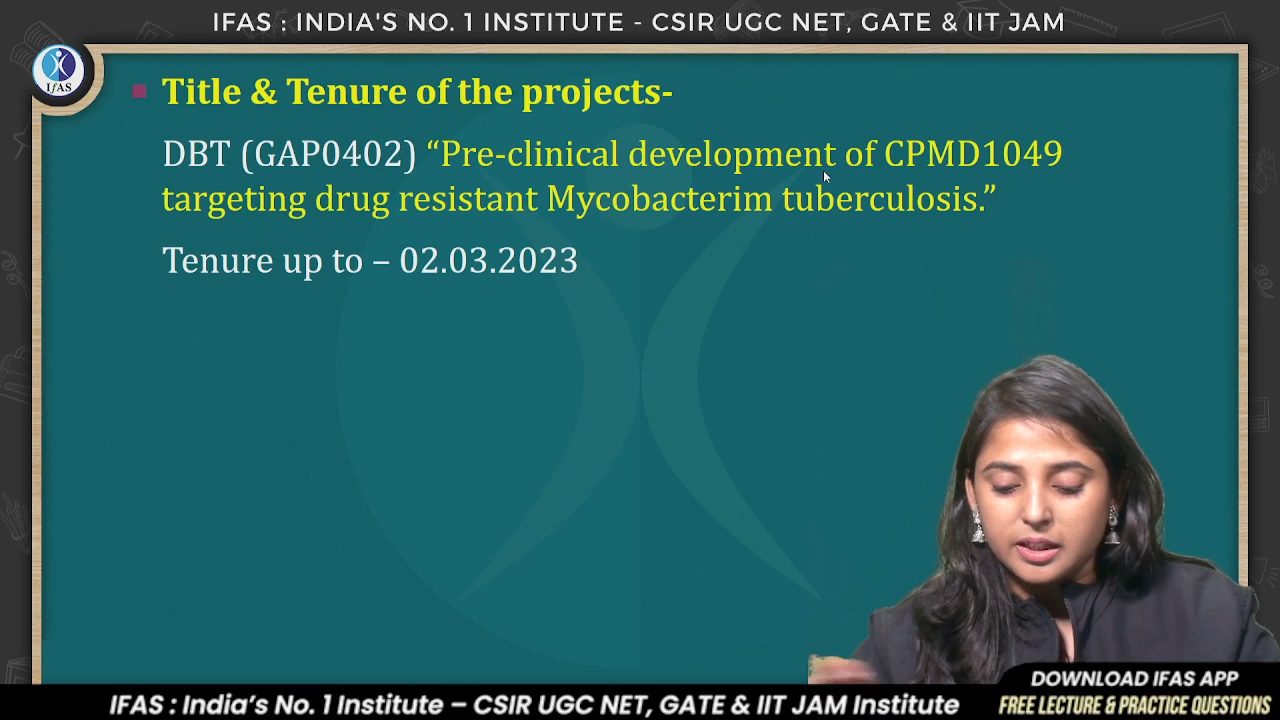 IFAS : INDIA'S NO. 1 INSTITUTE - CSIR UGC NET, GATE & IIT JAM
IfAS
Title & Tenure of the projects-
DBT (GAP0402) “Pre-clinical development of CPMD1049
targeting drug resistant Mycobacterim tuberculosis.”
Tenure up to – 02.03.2023
DOWNLOAD IFAS APP
IFAS : India’s No. 1 Institute – CSIR UGC NET, GATE & IIT JAM Institute
FREE LECTURE & PRACTICE QUESTIONS